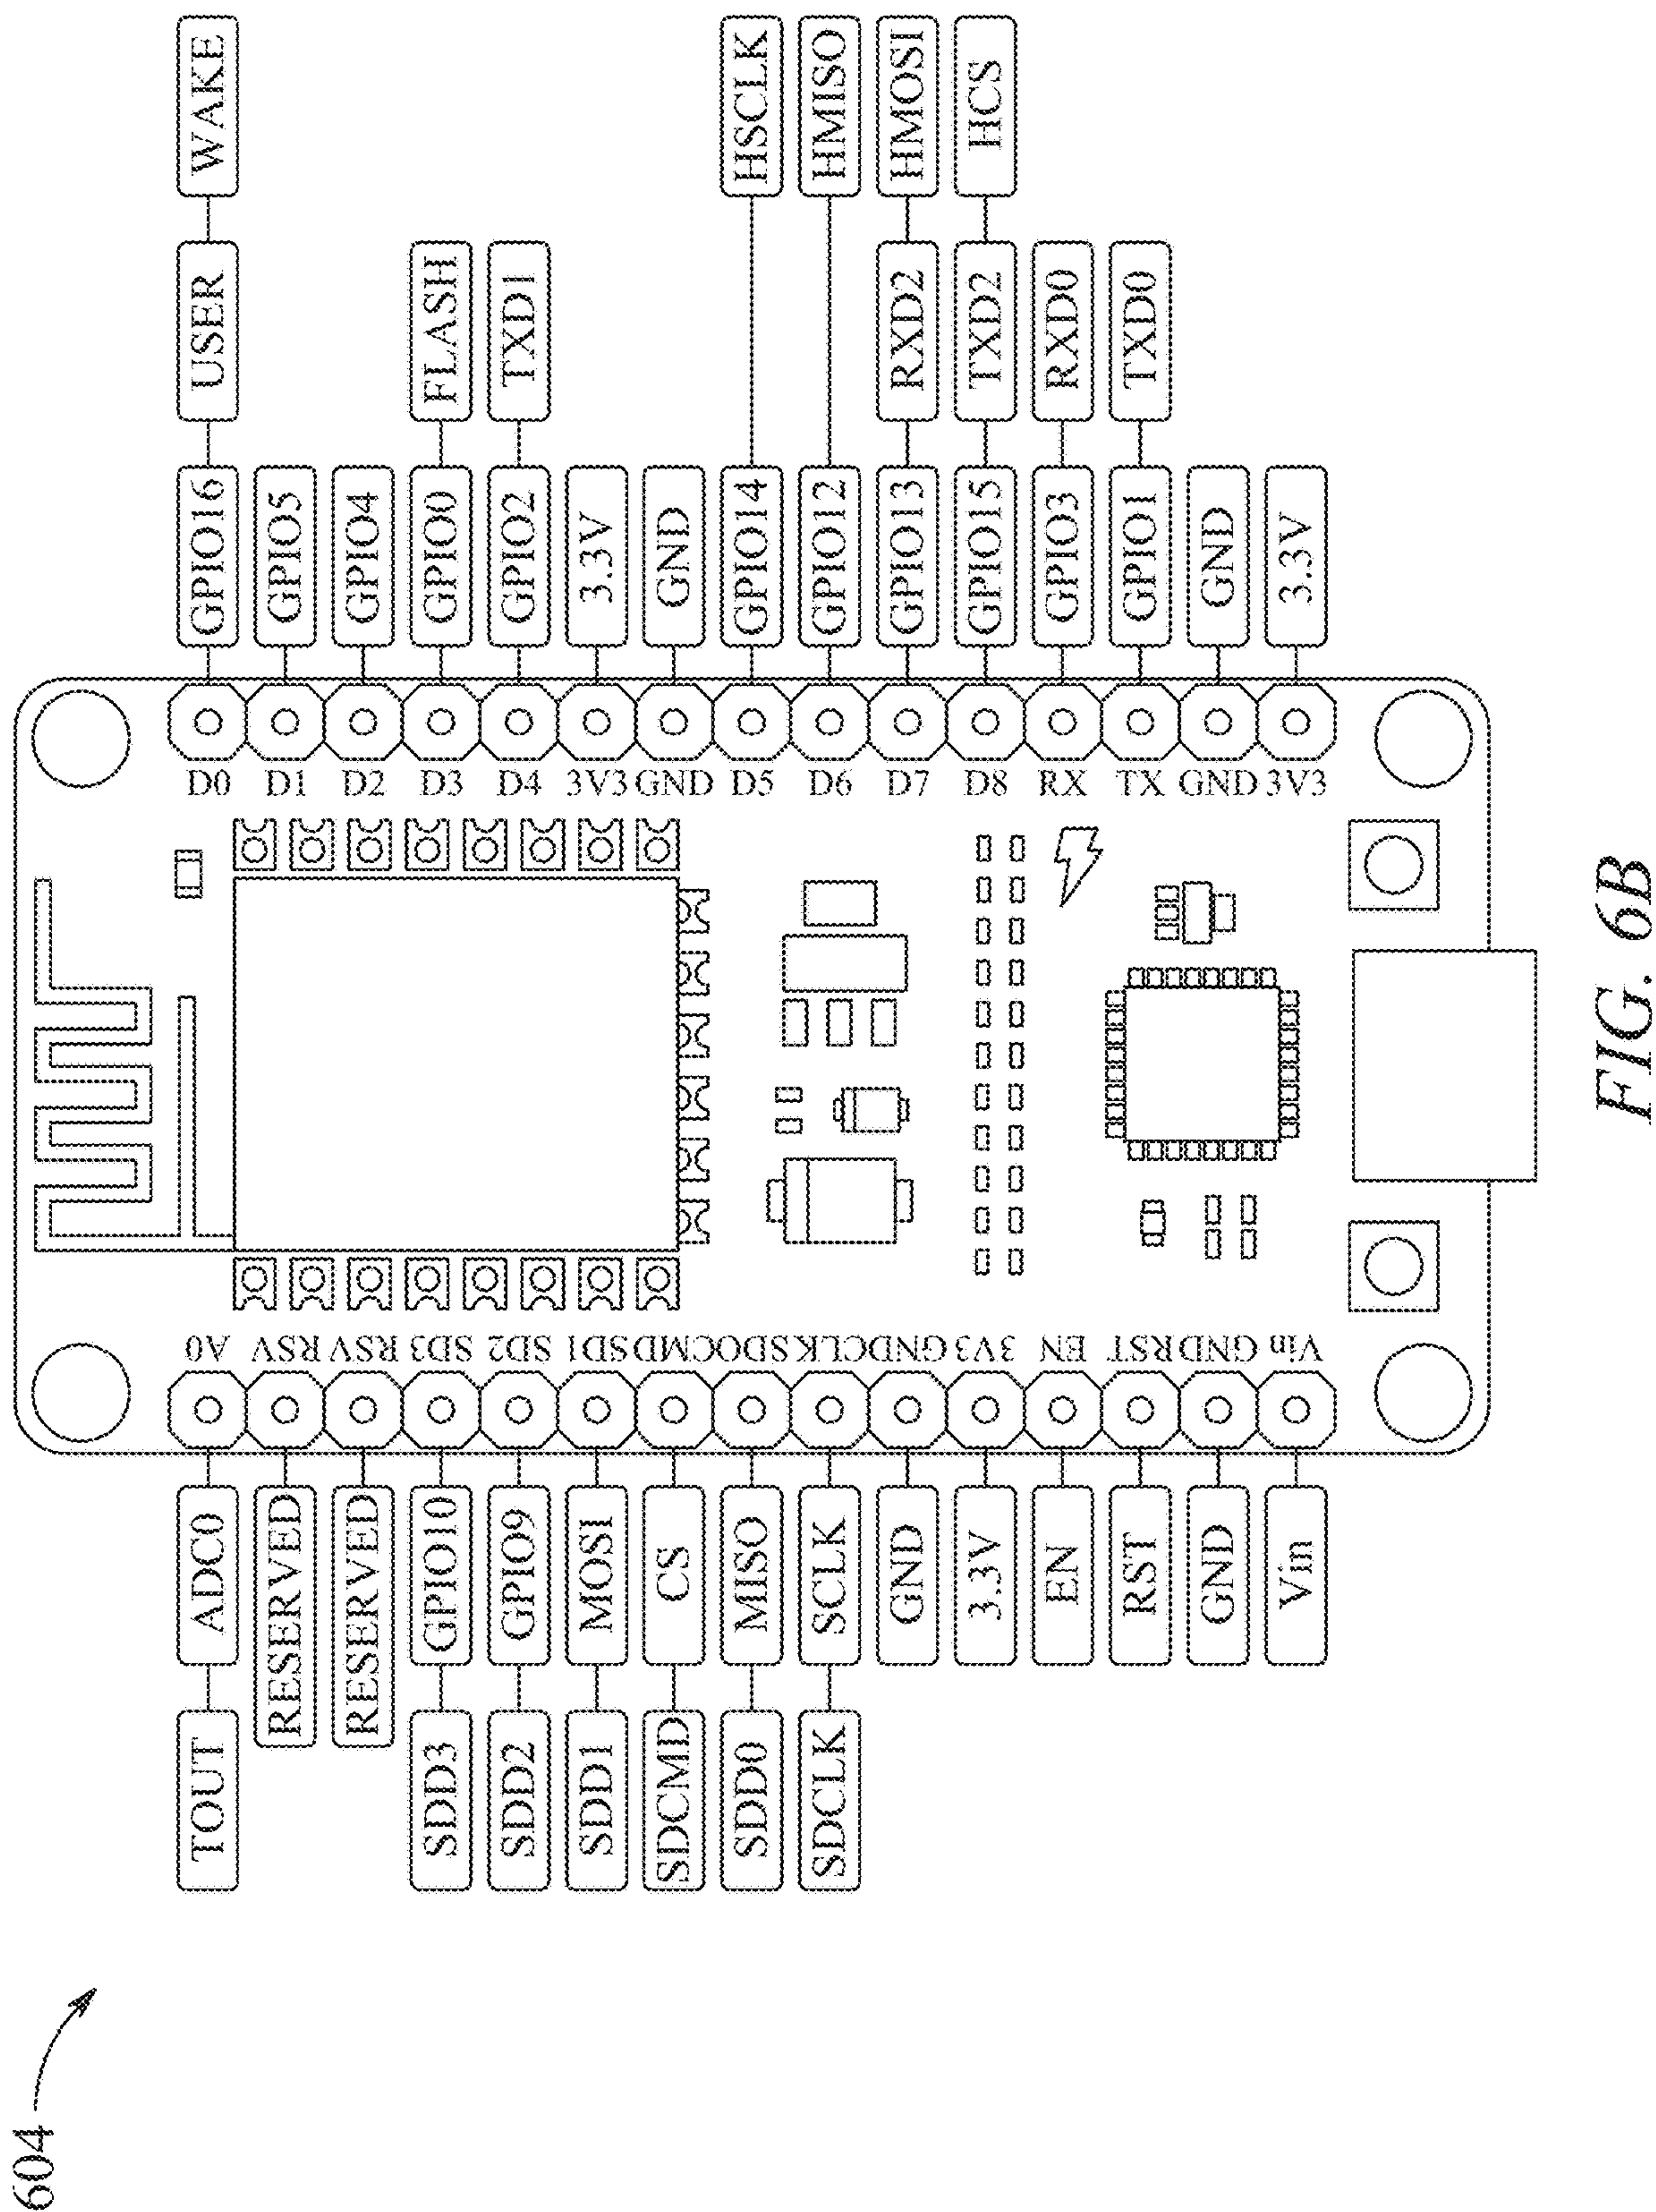 604
TOUT ADC0 A0 D0 GPIO16 USER WAKE
RESERVED RSV D1 GPIO5
RESERVED RSV D2 GPIO4
SDD3 GPIO10 SD3 D3 GPIO0 FLASH
SDD2 GPIO9 SD2 D4 GPIO2 TXD1
SDD1 MOSI SD1 3V3 3.3V
SDCMD CS CMD GND GND
SDD0 MISO SDO D5 GPIO14 HSCLK
SDCLK SCLK CLK D6 GPIO12 HMISO
GND GND D7 GPIO13 RXD2 HMOSI
3.3V 3V3 D8 GPIO15 TXD2 HCS
EN EN RX GPIO3 RXD0
RST RST TX GPIO1 TXD0
GND GND GND GND
Vin Vin 3V3 3.3V
FIG. 6B